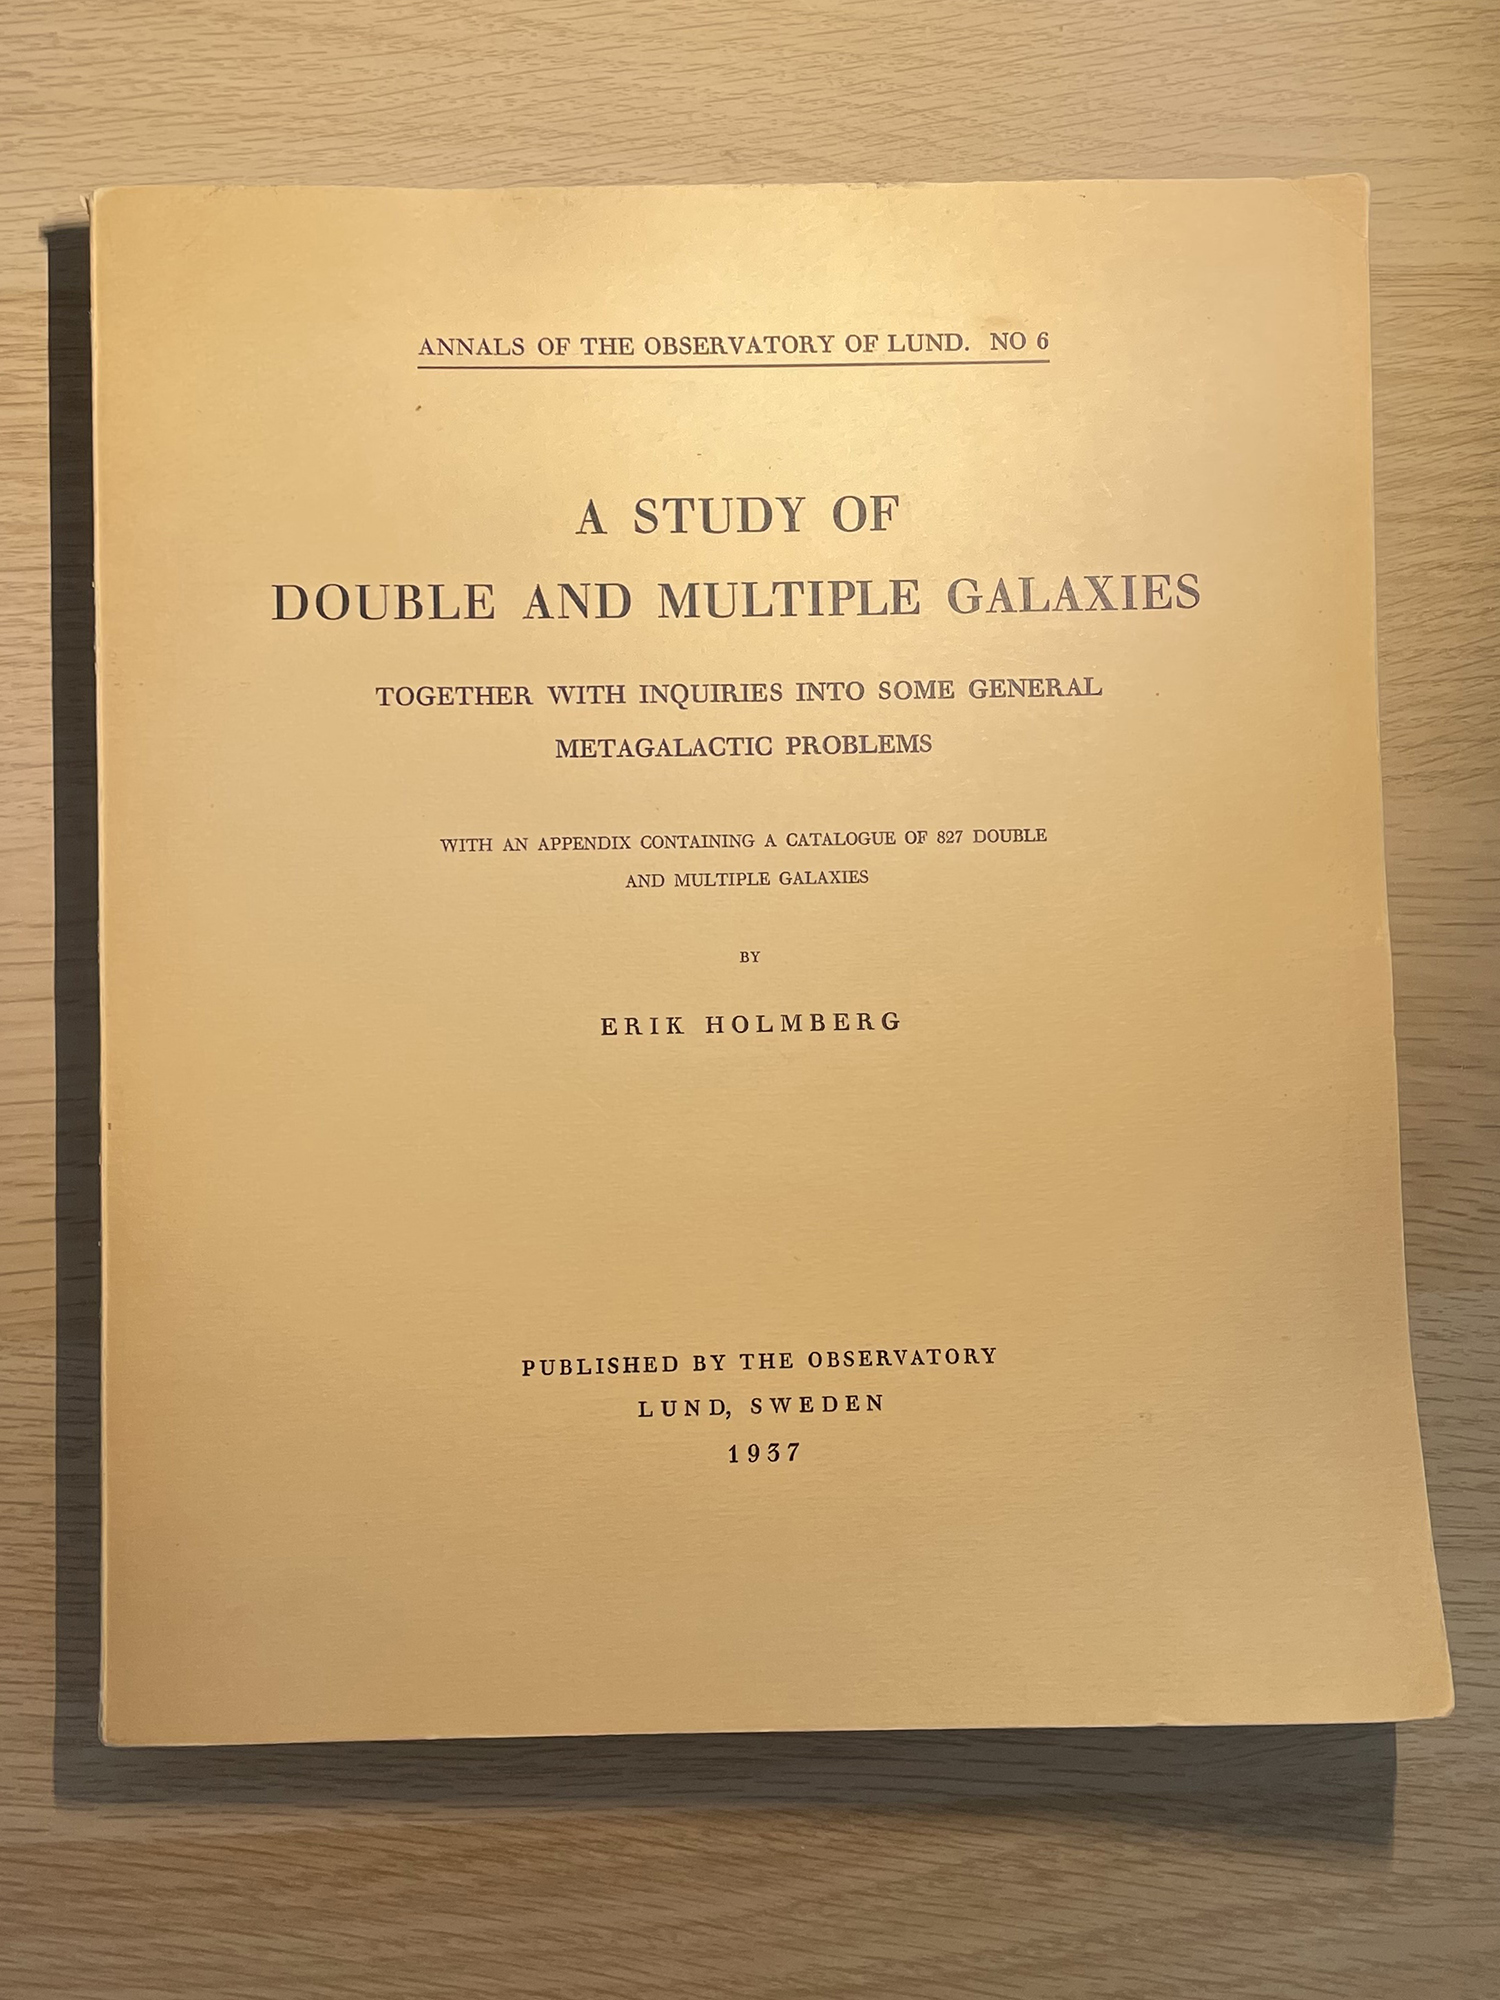 ANNALS OF THE OBSERVATORY OF LUND. NO 6
A STUDY OF
DOUBLE AND MULTIPLE GALAXIES
TOGETHER WITH INQUIRIES INTO SOME GENERAL
METAGALACTIC PROBLEMS
WITH AN APPENDIX CONTAINING A CATALOGUE OF 827 DOUBLE
AND MULTIPLE GALAXIES
BY
ERIK HOLMBERG
PUBLISHED BY THE OBSERVATORY
LUND, SWEDEN
1937